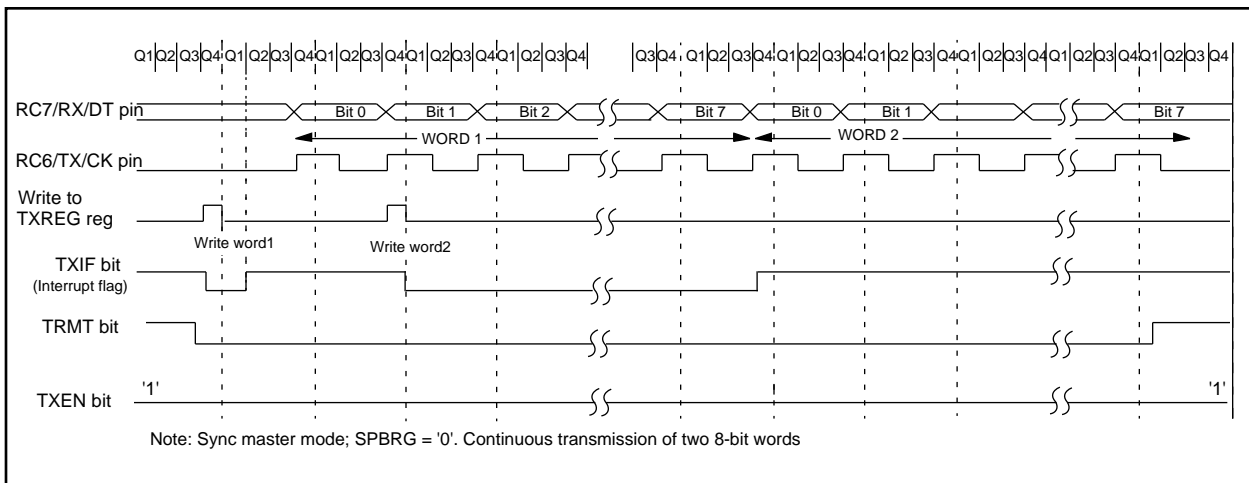 Q1 Q2 Q3 Q4 Q1 Q2 Q3 Q4 Q1 Q2 Q3 Q4 Q1 Q2 Q3 Q4 Q1 Q2 Q3 Q4 Q3 Q4 Q1 Q2 Q3 Q4 Q1 Q2 Q3 Q4 Q1 Q2 Q3 Q4 Q1 Q2 Q3 Q4 Q1 Q2 Q3 Q4 Q1 Q2 Q3 Q4
RC7/RX/DT pin Bit 0 Bit 1 Bit 2 Bit 7 Bit 0 Bit 1 Bit 7
WORD 1 WORD 2
RC6/TX/CK pin
Write to
TXREG reg
Write word1 Write word2
TXIF bit
(Interrupt flag)
TRMT bit
'1' '1'
TXEN bit
Note: Sync master mode; SPBRG = '0'. Continuous transmission of two 8-bit words